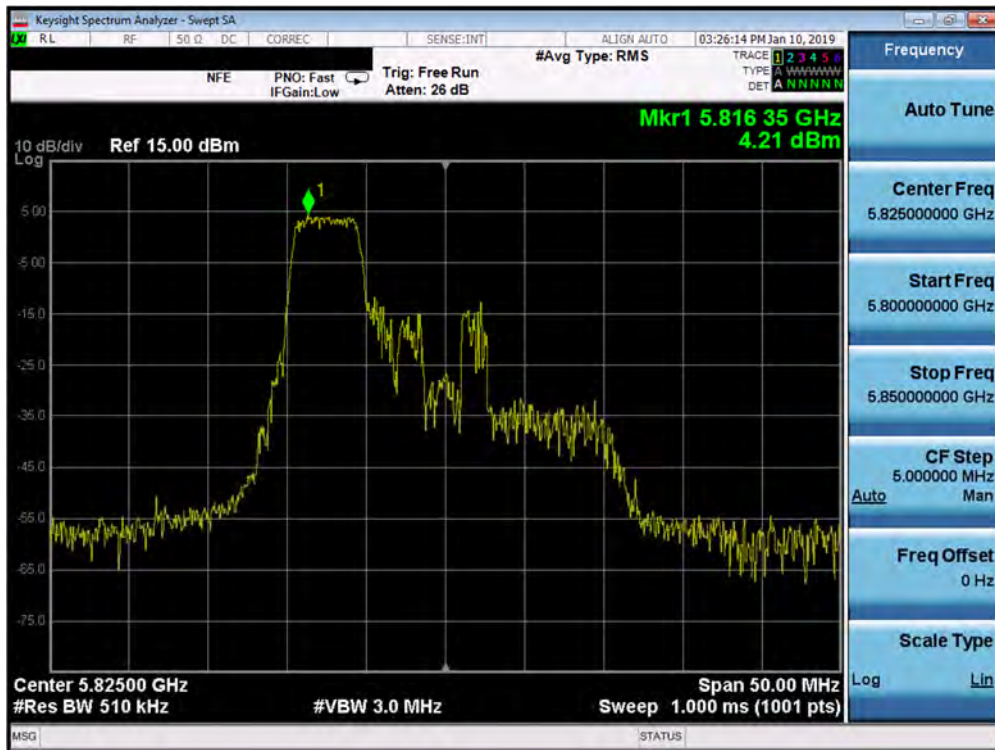 Keysight Spectrum Analyzer - Swept SA
LXI RL RF 50 Ω DC CORREC SENSE:INT ALIGN AUTO 03:26:14 PM Jan 10, 2019
NFE PNO: Fast Trig: Free Run #Avg Type: RMS TRACE 1 2 3 4 5 6
IFGain:Low Atten: 26 dB TYPE A WWWWW
DET A N N N N N
Mkr1 5.816 35 GHz
4.21 dBm
10 dB/div Ref 15.00 dBm
Log
1
5.00
-5.00
-15.0
-25.0
-35.0
-45.0
-55.0
-65.0
-75.0
Center 5.82500 GHz Span 50.00 MHz
#Res BW 510 kHz #VBW 3.0 MHz Sweep 1.000 ms (1001 pts)
MSG STATUS
Frequency
Auto Tune
Center Freq
5.825000000 GHz
Start Freq
5.800000000 GHz
Stop Freq
5.850000000 GHz
CF Step
5.000000 MHz
Auto Man
Freq Offset
0 Hz
Scale Type
Log Lin